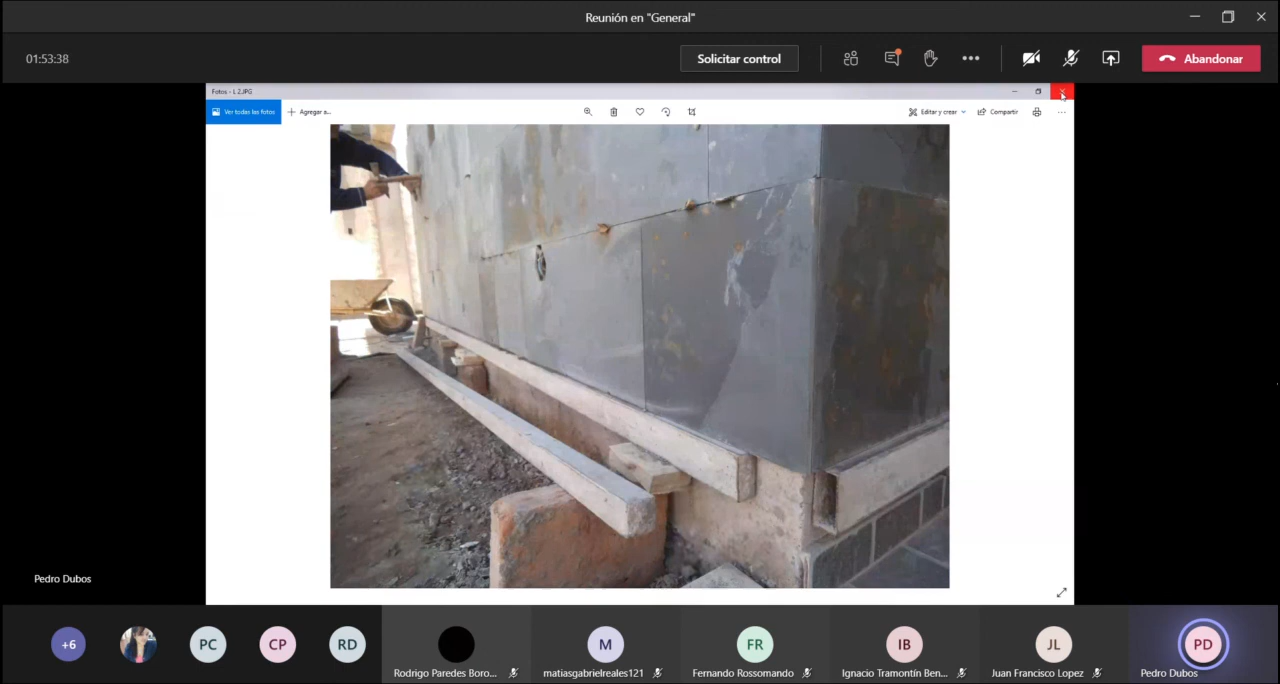 Reunión en "General"
01:53:38
Solicitar control
Abandonar
Fotos - L 2.JPG
Ver todas las fotos
Agregar a...
Editar y crear
Compartir
Pedro Dubos
+6
PC
CP
RD
Rodrigo Paredes Boro...
M
matiasgabrielreales121
FR
Fernando Rossomando
IB
Ignacio Tramontín Ben...
JL
Juan Francisco Lopez
PD
Pedro Dubos